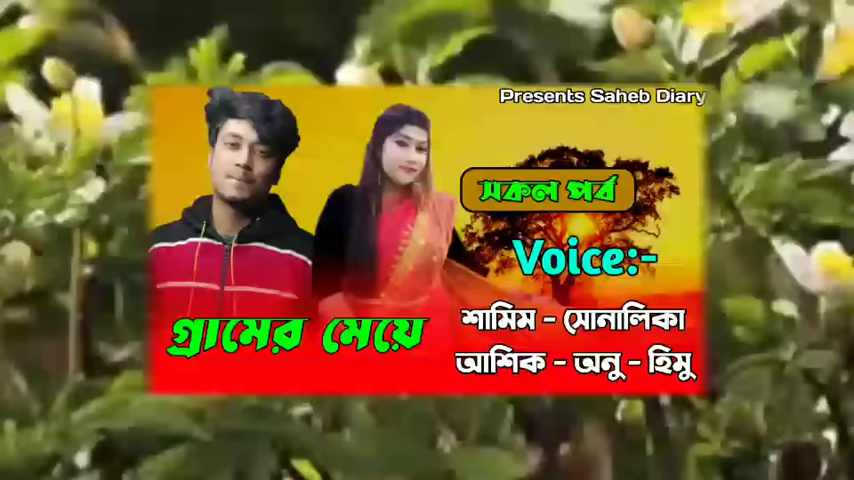 Presents Saheb Diary
সকল পর্ব
Voice:-
গ্রামের মেয়ে
শামিম - সোনালিকা
আশিক - অনু - হিমু